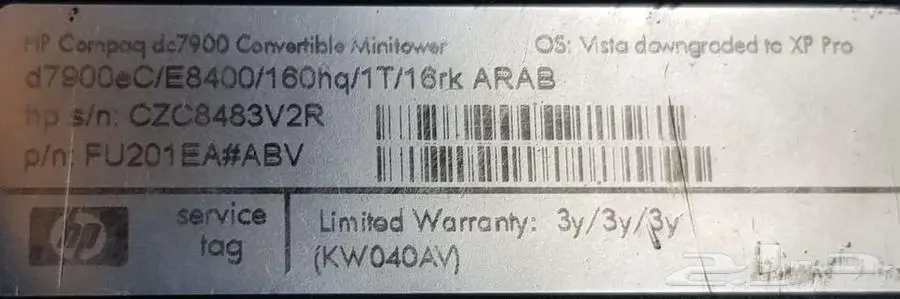 HP Compaq dc7900 Convertible Minitower OS: Vista downgraded to XP Pro
d7900eC/E8400/160hq/1T/16rk ARAB
hp s/n: CZC8483V2R
p/n: FU201EA#ABV
hp
service
tag
Limited Warranty: 3y/3y/3y
(KW040AV)
حراج